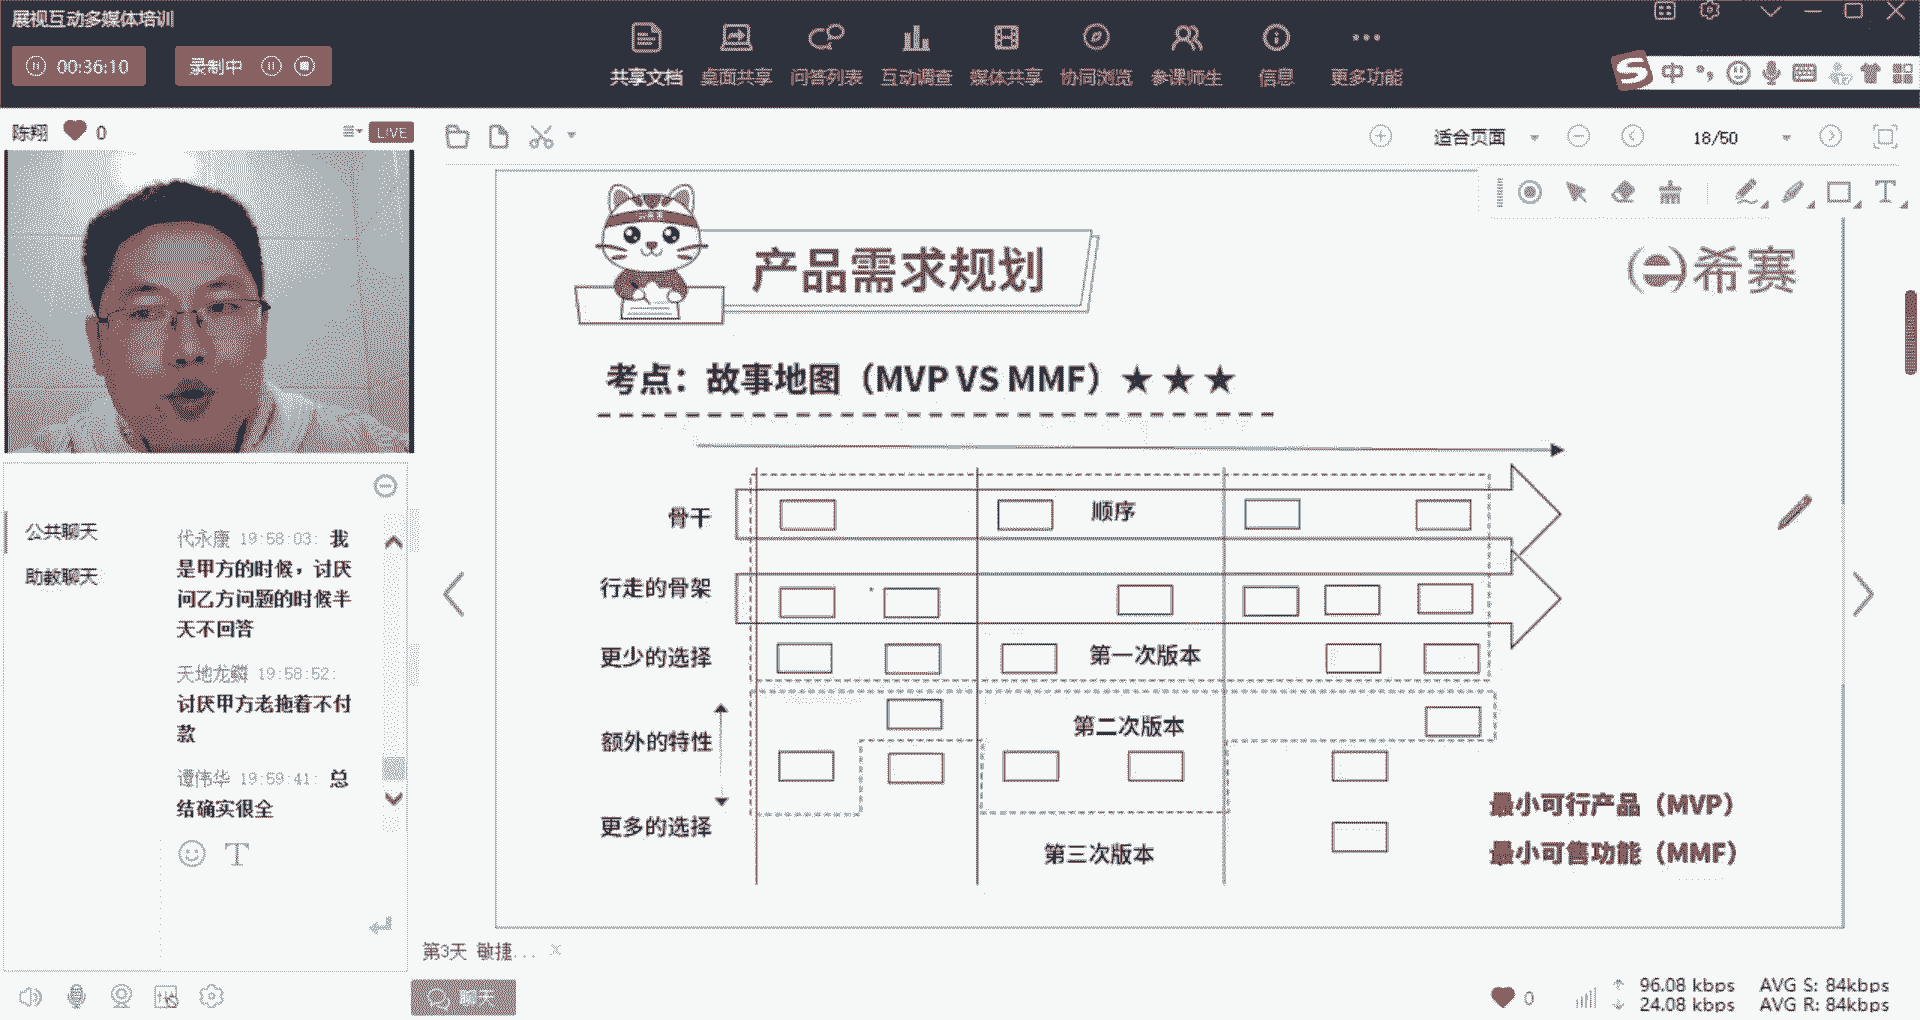 展视互动多媒体培训
00:36:10
录制中
共享文档
桌面共享
问答列表
互动调查
媒体共享
协同浏览
参课师生
信息
更多功能
中
陈翔
0
LIVE
适合页面
18/50
产品需求规划
希赛
考点：故事地图（MVP VS MMF）★ ★ ★
骨干
顺序
行走的骨架
更少的选择
第一次版本
额外的特性
第二次版本
更多的选择
第三次版本
最小可行产品（MVP）
最小可售功能（MMF）
公共聊天
助教聊天
代永康 19:58:03: 我
是甲方的时候，讨厌
问乙方问题的时候半
天不回答
天地龙鳞 19:58:52:
讨厌甲方老拖着不付
款
谭伟华 19:59:41: 总
结确实很全
第3天 敏捷...
聊天
0
96.08 kbps AVG S: 84kbps
24.08 kbps AVG R: 84kbps